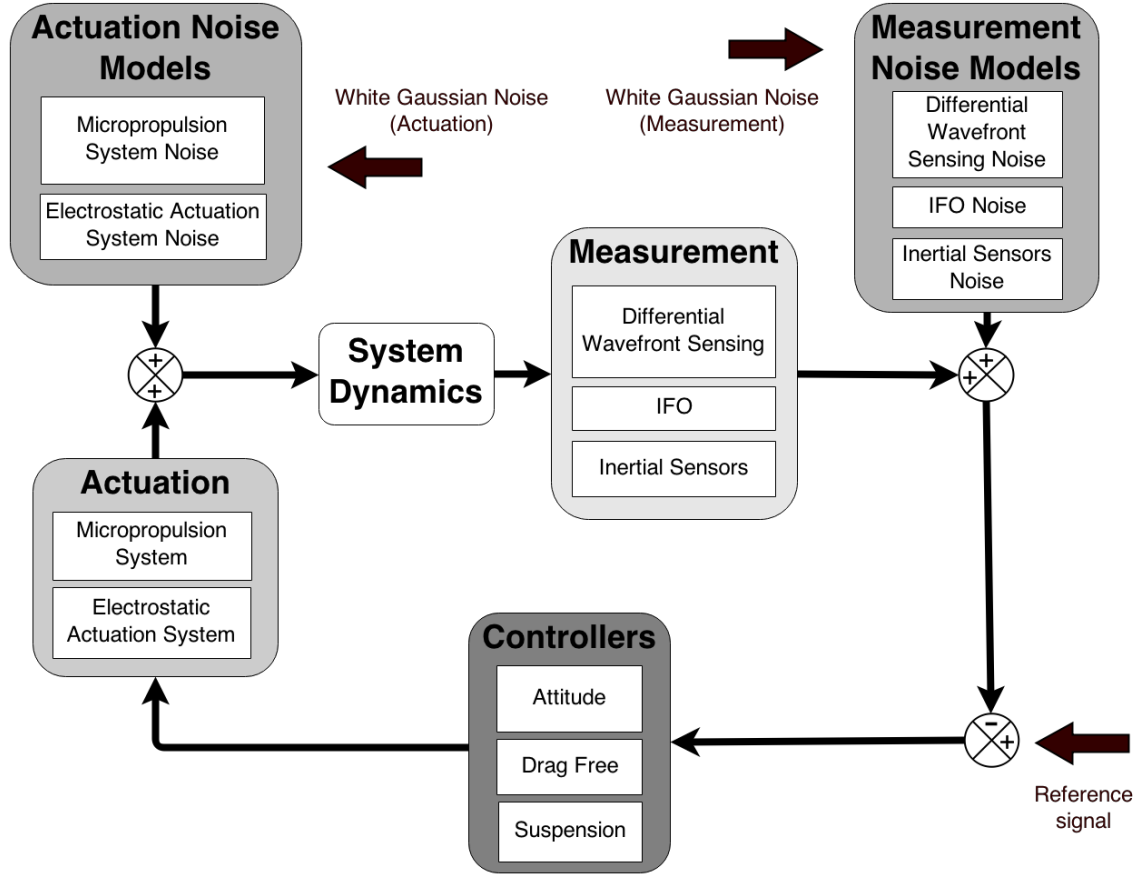 Actuation Noise
Models
Micropropulsion
System Noise
Electrostatic Actuation
System Noise
White Gaussian Noise
(Actuation)
White Gaussian Noise
(Measurement)
Measurement
Noise Models
Differential
Wavefront
Sensing Noise
IFO Noise
Inertial Sensors
Noise
+
+
System
Dynamics
Measurement
Differential
Wavefront Sensing
IFO
Inertial Sensors
+
+
Actuation
Micropropulsion
System
Electrostatic
Actuation System
Controllers
Attitude
Drag Free
Suspension
-
+
Reference
signal